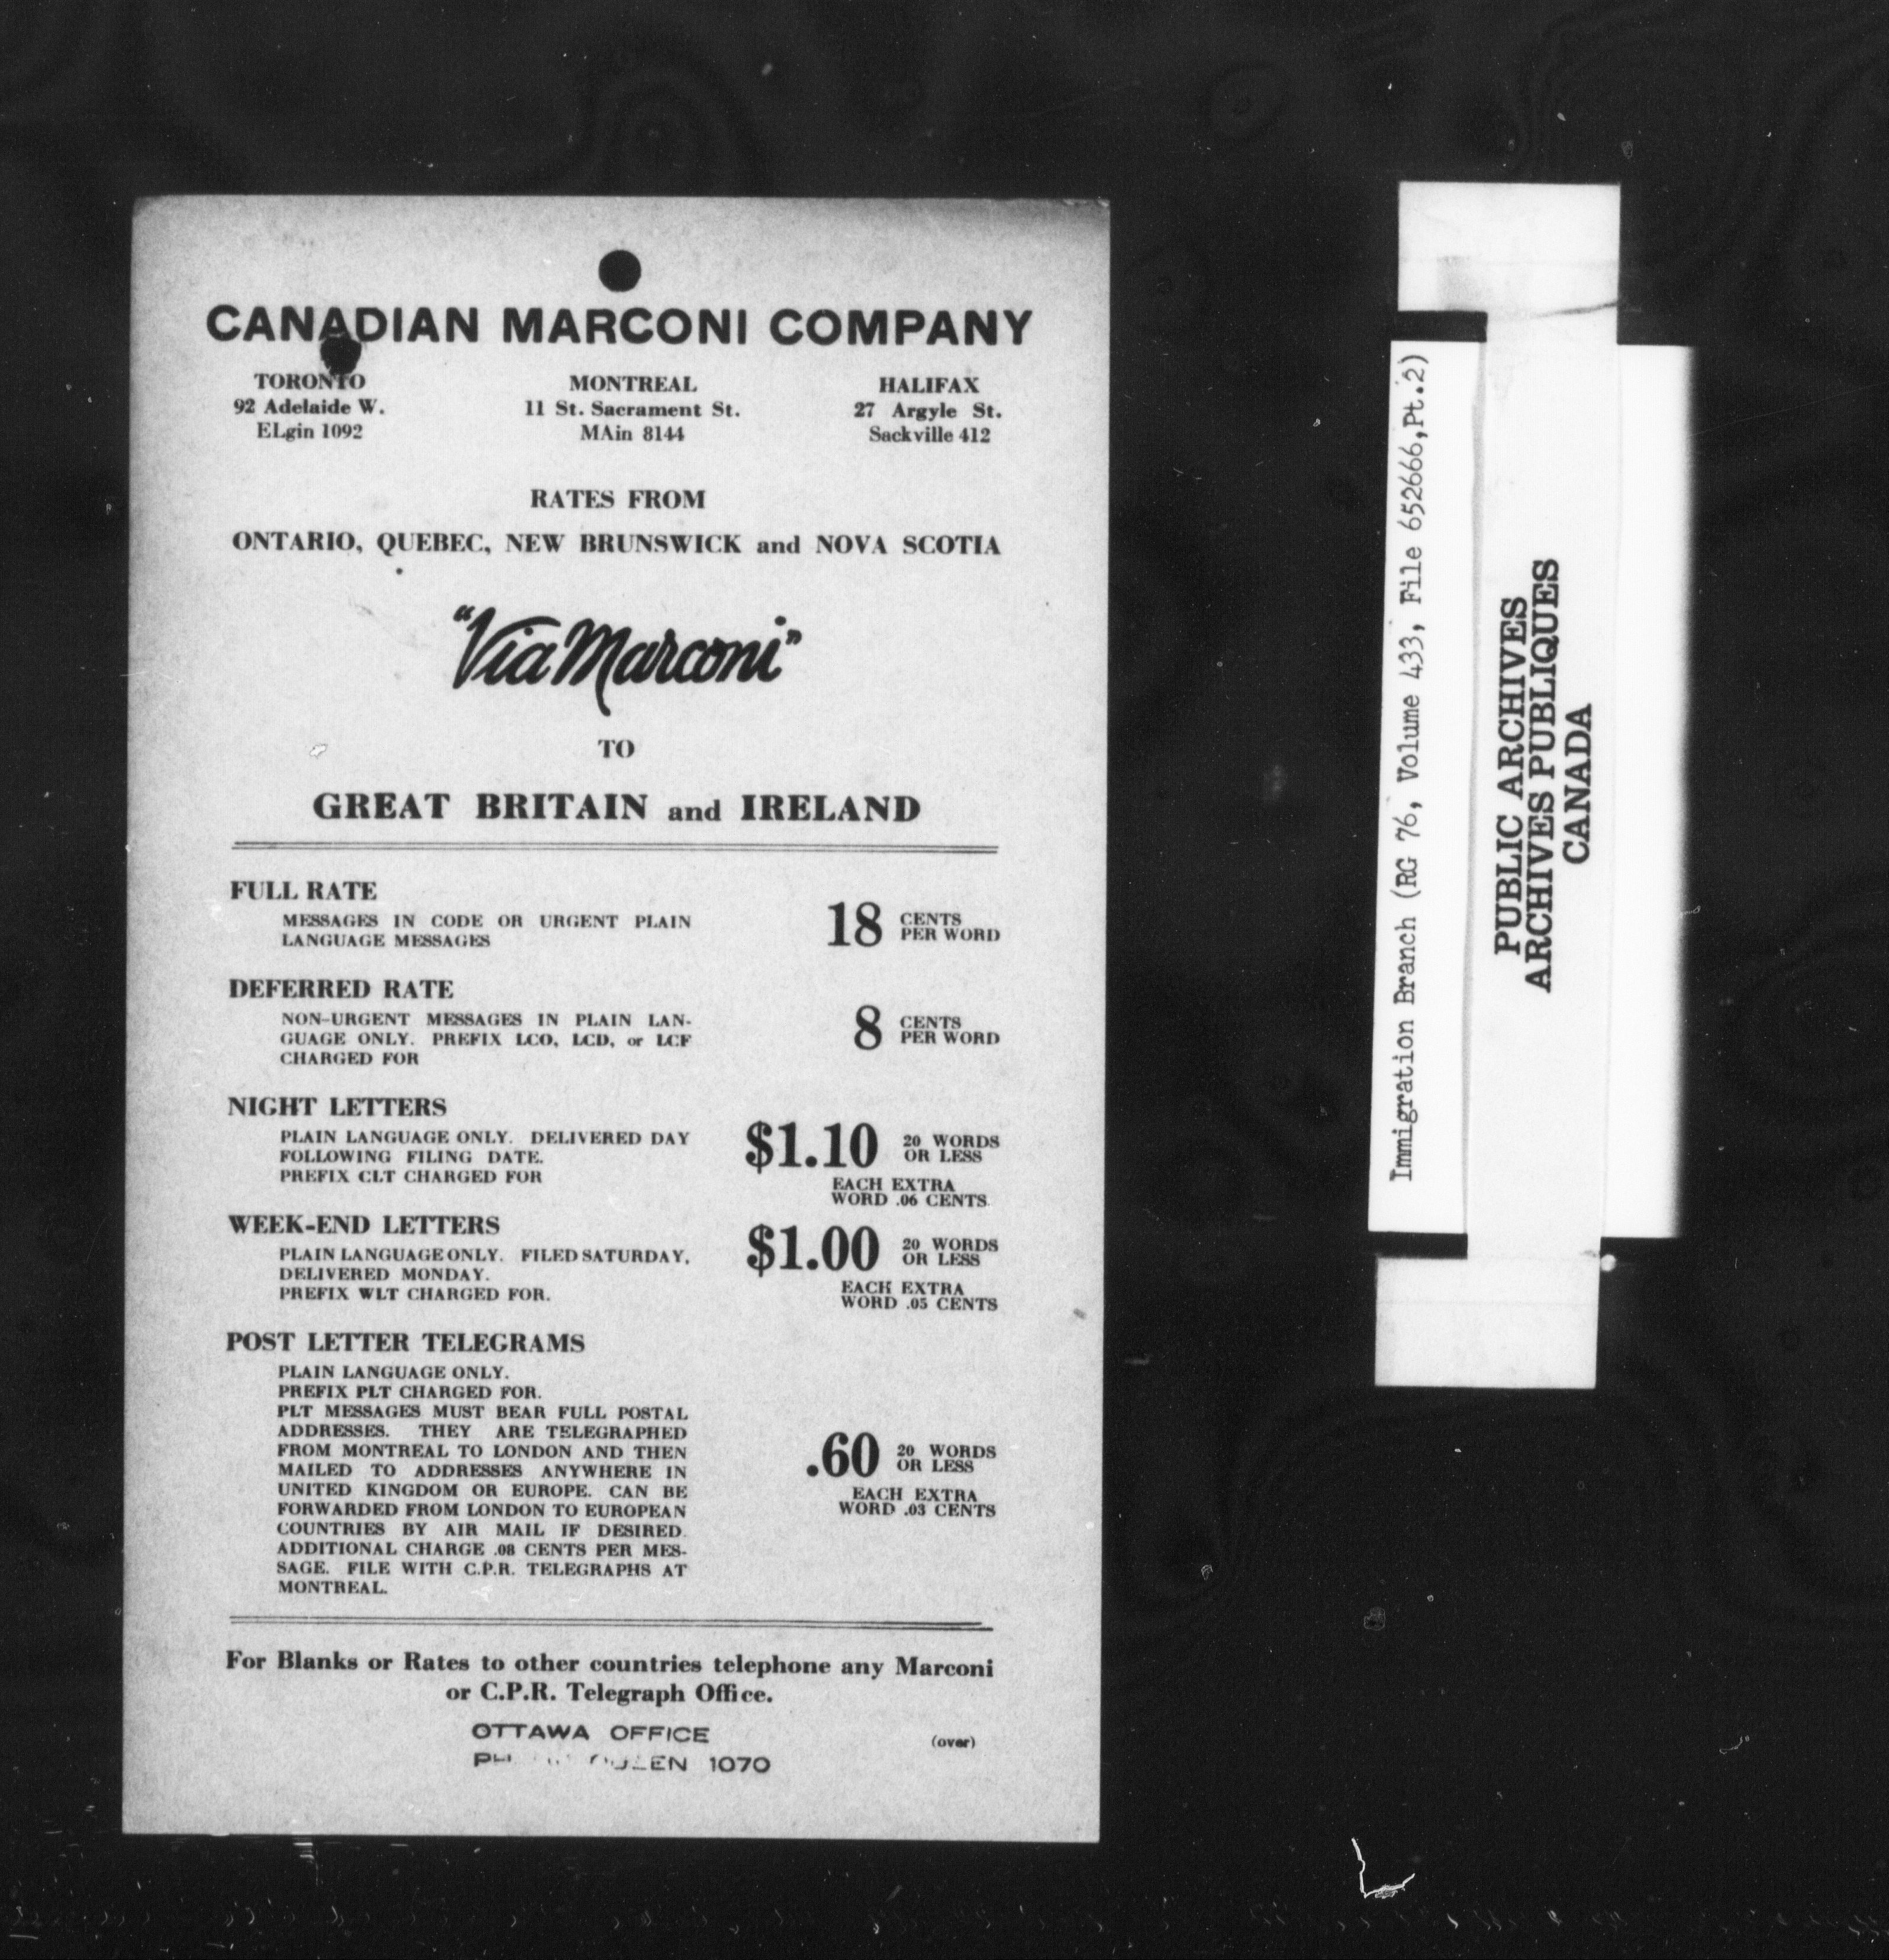 CANADIAN MARCONI COMPANY
TORONTO
92 Adelaide W.
ELgin 1092
MONTREAL
11 St. Sacrament St.
MAin 8144
HALIFAX
27 Argyle St.
Sackville 412
RATES FROM
ONTARIO, QUEBEC, NEW BRUNSWICK and NOVA SCOTIA
"Via Marconi"
TO
GREAT BRITAIN and IRELAND
FULL RATE
MESSAGES IN CODE OR URGENT PLAIN
LANGUAGE MESSAGES
18 CENTS
PER WORD
DEFERRED RATE
NON-URGENT MESSAGES IN PLAIN LAN-
GUAGE ONLY. PREFIX LCO, LCD, or LCF
CHARGED FOR
8 CENTS
PER WORD
NIGHT LETTERS
PLAIN LANGUAGE ONLY. DELIVERED DAY
FOLLOWING FILING DATE.
PREFIX CLT CHARGED FOR
$1.10 20 WORDS
OR LESS
EACH EXTRA
WORD .06 CENTS
WEEK-END LETTERS
PLAIN LANGUAGE ONLY. FILED SATURDAY,
DELIVERED MONDAY.
PREFIX WLT CHARGED FOR.
$1.00 20 WORDS
OR LESS
EACH EXTRA
WORD .05 CENTS
POST LETTER TELEGRAMS
PLAIN LANGUAGE ONLY.
PREFIX PLT CHARGED FOR.
PLT MESSAGES MUST BEAR FULL POSTAL
ADDRESSES. THEY ARE TELEGRAPHED
FROM MONTREAL TO LONDON AND THEN
MAILED TO ADDRESSES ANYWHERE IN
UNITED KINGDOM OR EUROPE. CAN BE
FORWARDED FROM LONDON TO EUROPEAN
COUNTRIES BY AIR MAIL IF DESIRED
ADDITIONAL CHARGE .08 CENTS PER MES-
SAGE. FILE WITH C.P.R. TELEGRAPHS AT
MONTREAL.
.60 20 WORDS
OR LESS
EACH EXTRA
WORD .03 CENTS
For Blanks or Rates to other countries telephone any Marconi
or C.P.R. Telegraph Office.
OTTAWA OFFICE
1070
(over)
Immigration Branch (RG 76, Volume 433, File 652666,Pt.2)
PUBLIC ARCHIVES
ARCHIVES PUBLIQUES
CANADA